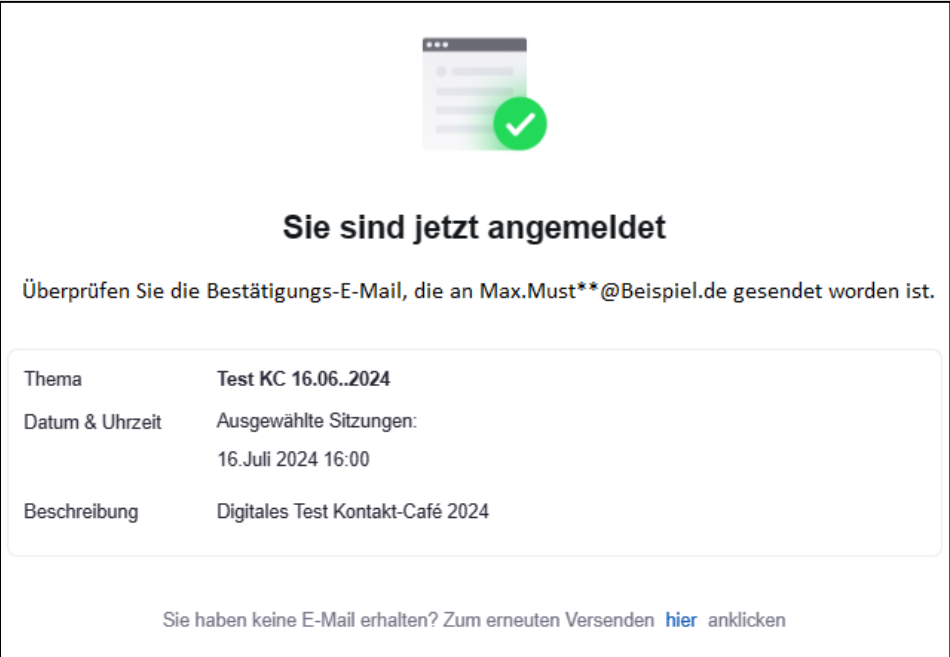 Sie sind jetzt angemeldet
Überprüfen Sie die Bestätigungs-E-Mail, die an Max.Must**@Beispiel.de gesendet worden ist.
Thema Test KC 16.06..2024
Datum & Uhrzeit Ausgewählte Sitzungen:
16.Juli 2024 16:00
Beschreibung Digitales Test Kontakt-Café 2024
Sie haben keine E-Mail erhalten? Zum erneuten Versenden hier anklicken